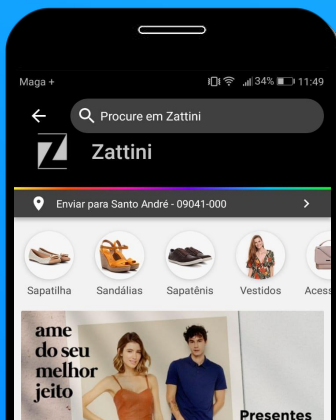 Maga +
34% 11:49
Procure em Zattini
Z
Zattini
Enviar para Santo André - 09041-000
Sapatilha Sandálias Sapatênis Vestidos Acess
ame
do seu
melhor
jeito
Presentes